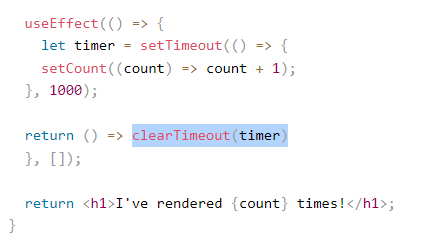 useEffect(() => {
let timer = setTimeout(() => {
setCount((count) => count + 1);
}, 1000);
return () => clearTimeout(timer)
}, []);
return <h1>I've rendered {count} times!</h1>;
}